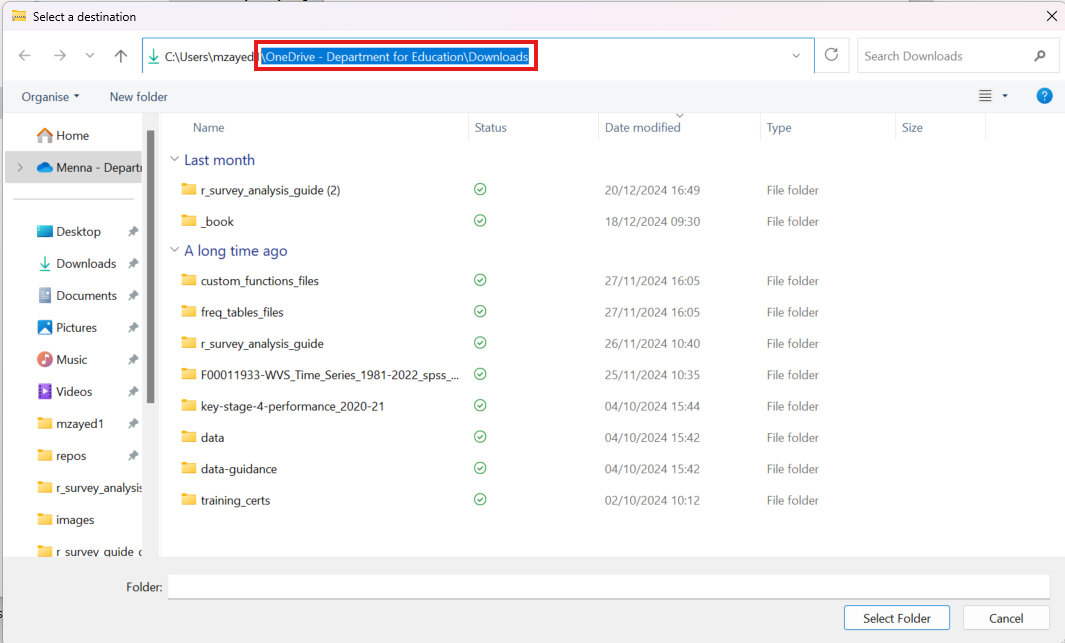 Select a destination
C:\Users\mzayed \OneDrive - Department for Education\Downloads
Search Downloads
Organise
New folder
?
Name Status Date modified Type Size
Home
Menna - Depart
Desktop
Downloads
Documents
Pictures
Music
Videos
mzayed1
repos
r_survey_analysis
images
r_survey_guide_
Last month
r_survey_analysis_guide (2) 20/12/2024 16:49 File folder
_book 18/12/2024 09:30 File folder
A long time ago
custom_functions_files 27/11/2024 16:05 File folder
freq_tables_files 27/11/2024 16:05 File folder
r_survey_analysis_guide 26/11/2024 10:40 File folder
F00011933-WVS_Time_Series_1981-2022_spss_... 25/11/2024 10:35 File folder
key-stage-4-performance_2020-21 04/10/2024 15:44 File folder
data 04/10/2024 15:42 File folder
data-guidance 04/10/2024 15:42 File folder
training_certs 02/10/2024 10:12 File folder
Folder:
Select Folder
Cancel